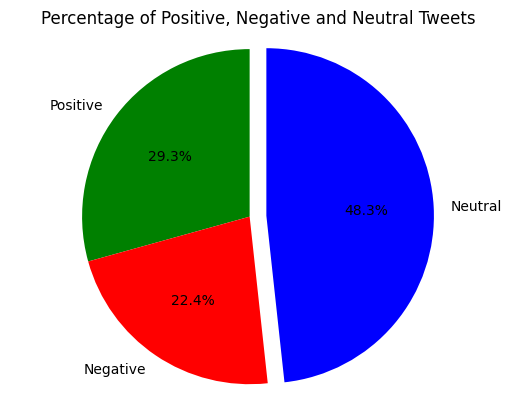 Percentage of Positive, Negative and Neutral Tweets
Positive
29.3%
48.3%
Neutral
22.4%
Negative